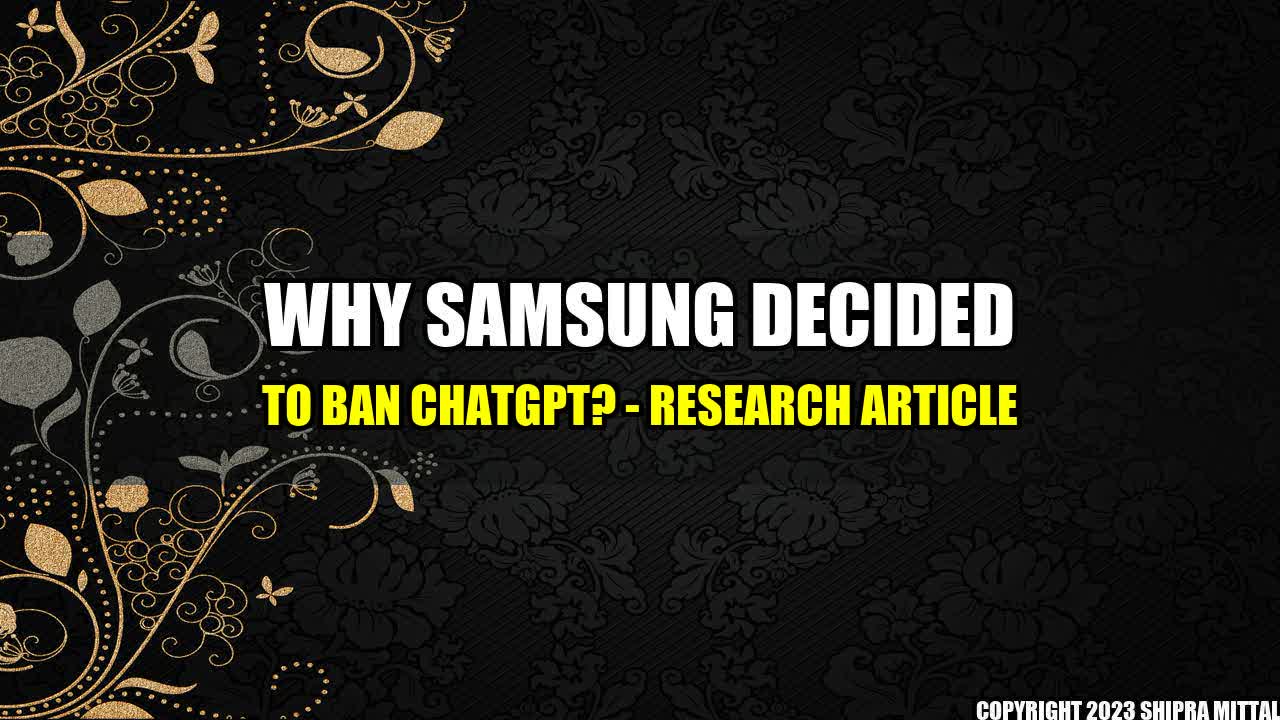 WHY SAMSUNG DECIDED
TO BAN CHATGPT? - RESEARCH ARTICLE
COPYRIGHT 2023 SHIPRA MITTAL